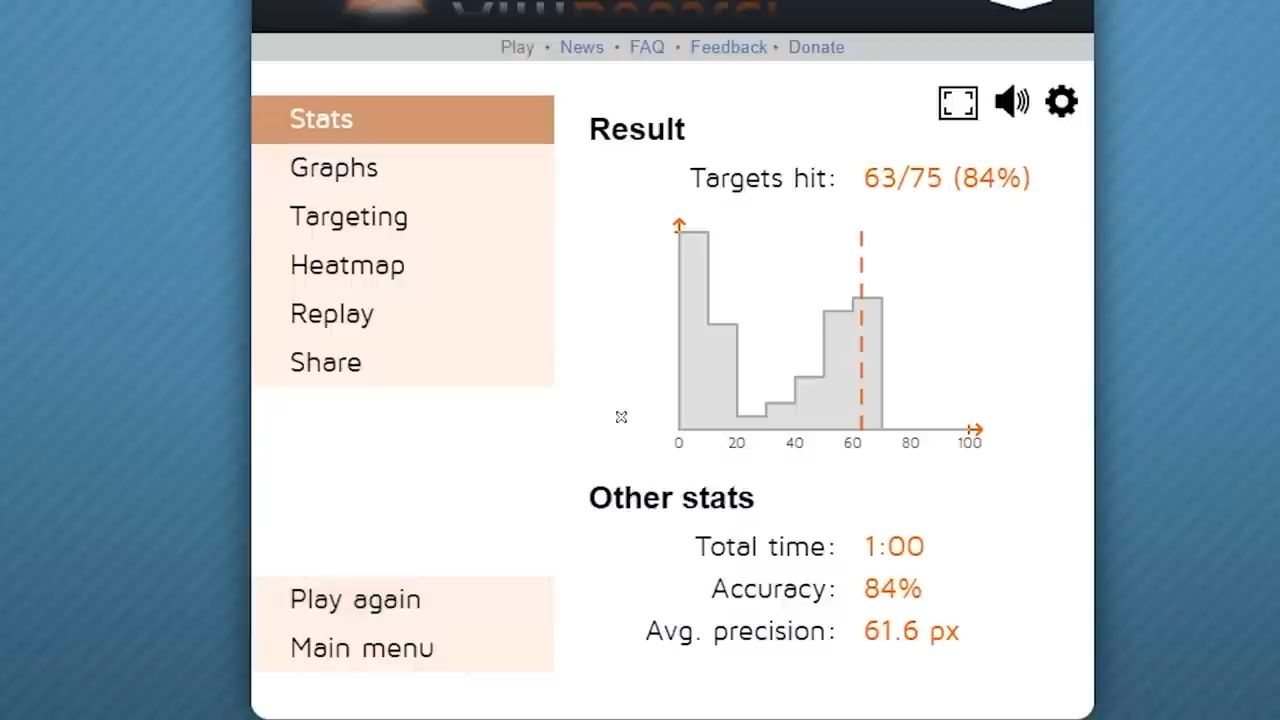 Play • News • FAQ • Feedback • Donate
Stats
Graphs
Targeting
Heatmap
Replay
Share
Play again
Main menu
Result
Targets hit: 63/75 (84%)
0 20 40 60 80 100
Other stats
Total time: 1:00
Accuracy: 84%
Avg. precision: 61.6 px